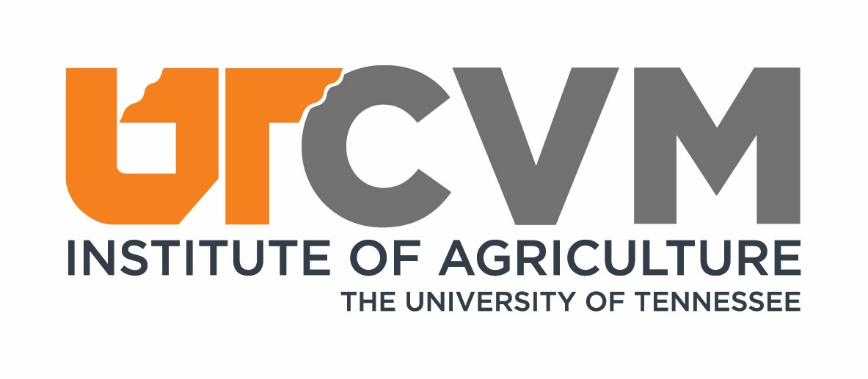 UTCVM
INSTITUTE OF AGRICULTURE
THE UNIVERSITY OF TENNESSEE